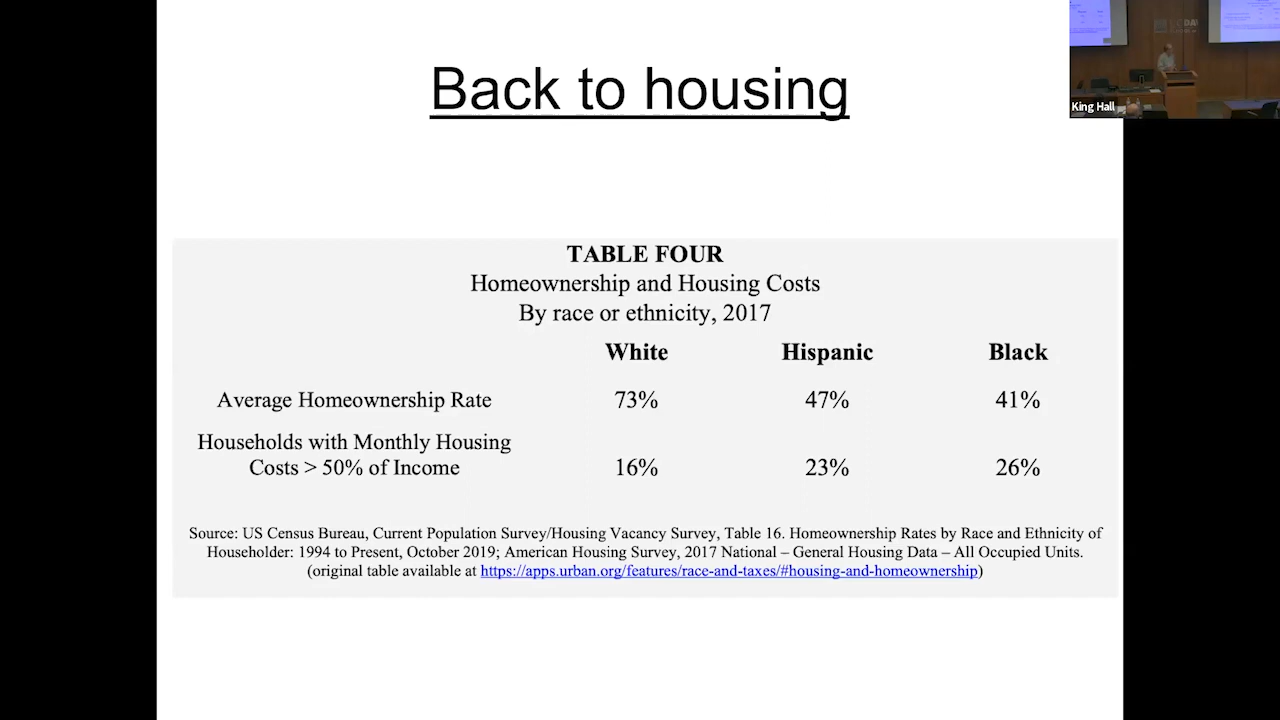 Back to housing
King Hall
TABLE FOUR
Homeownership and Housing Costs
By race or ethnicity, 2017
White Hispanic Black
Average Homeownership Rate 73% 47% 41%
Households with Monthly Housing
Costs > 50% of Income 16% 23% 26%
Source: US Census Bureau, Current Population Survey/Housing Vacancy Survey, Table 16. Homeownership Rates by Race and Ethnicity of
Householder: 1994 to Present, October 2019; American Housing Survey, 2017 National – General Housing Data – All Occupied Units.
(original table available at https://apps.urban.org/features/race-and-taxes/#housing-and-homeownership)